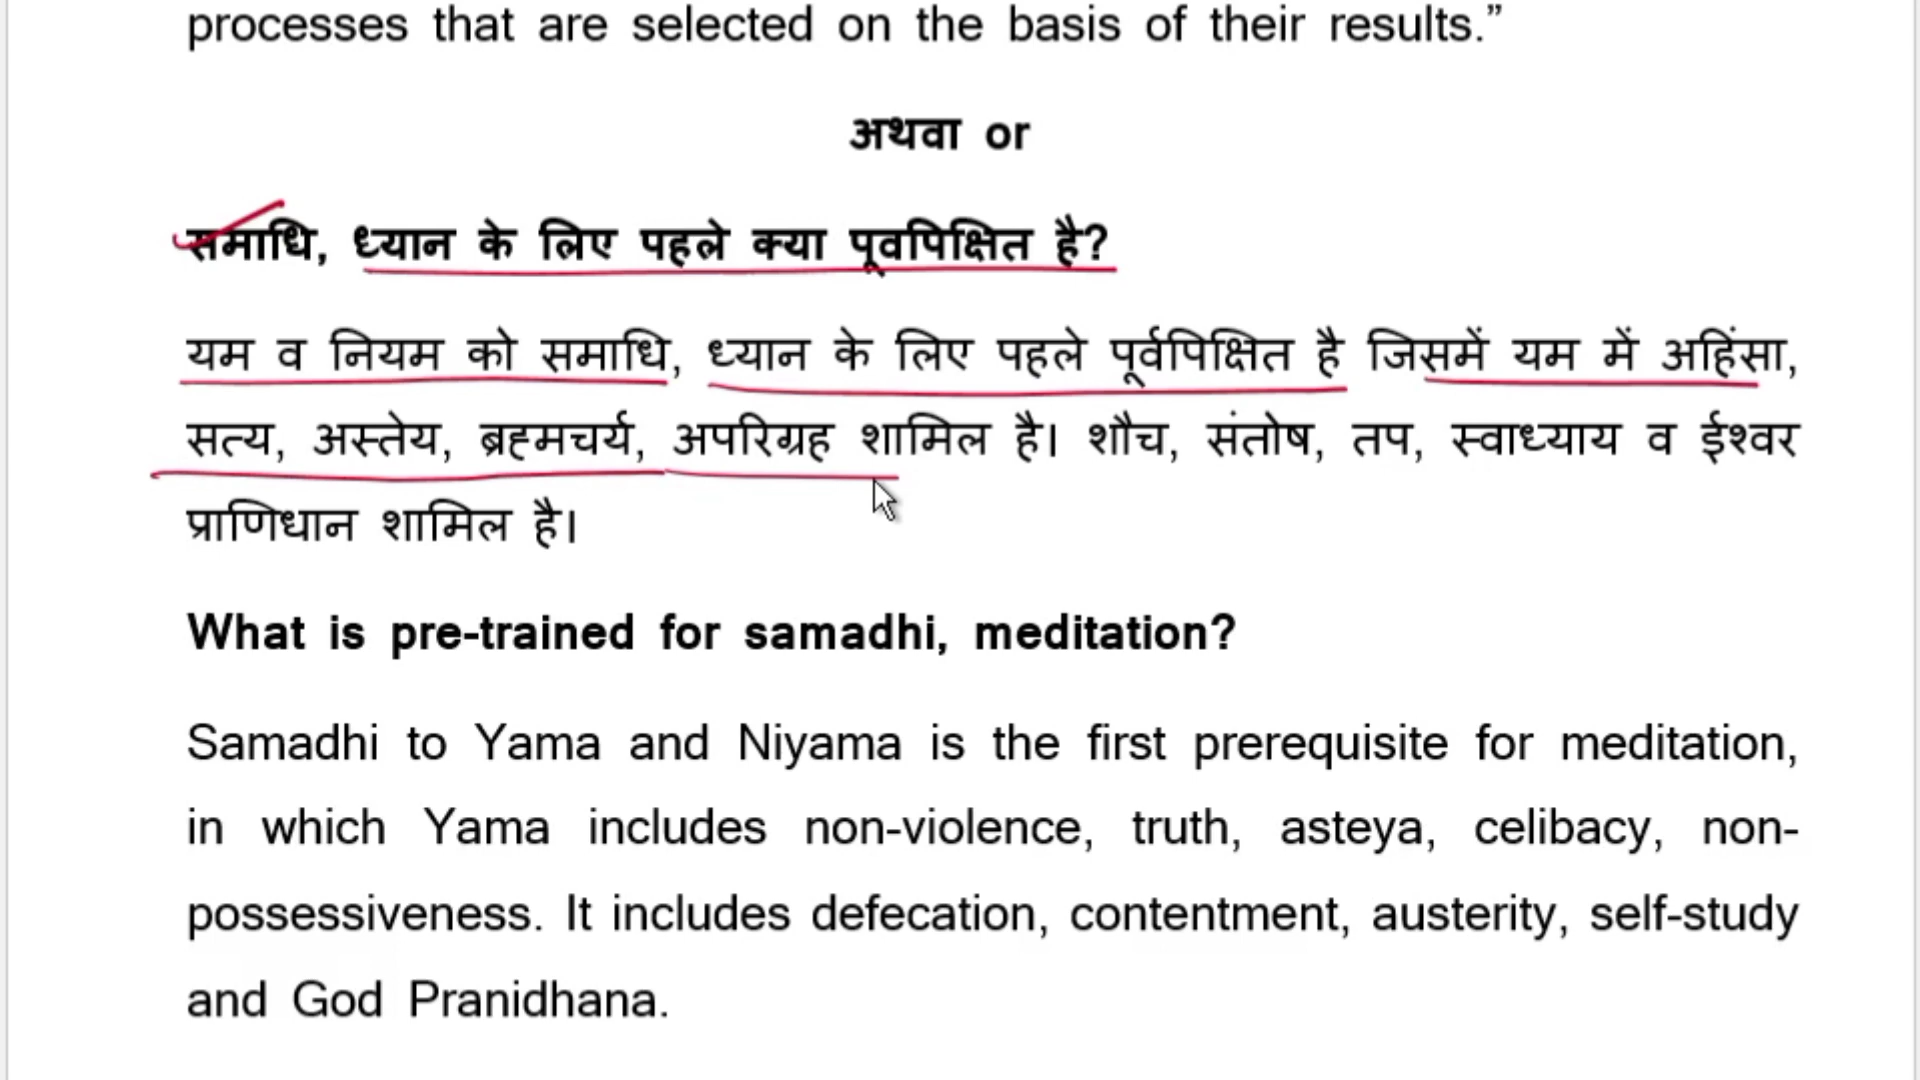 processes that are selected on the basis of their results.”
अथवा or
समाधि, ध्यान के लिए पहले क्या पूवपिक्षित है?
यम व नियम को समाधि, ध्यान के लिए पहले पूर्वपिक्षित है जिसमें यम में अहिंसा,
सत्य, अस्तेय, ब्रह्मचर्य, अपरिग्रह शामिल है। शौच, संतोष, तप, स्वाध्याय व ईश्वर
प्राणिधान शामिल है।
What is pre-trained for samadhi, meditation?
Samadhi to Yama and Niyama is the first prerequisite for meditation,
in which Yama includes non-violence, truth, asteya, celibacy, non-
possessiveness. It includes defecation, contentment, austerity, self-study
and God Pranidhana.